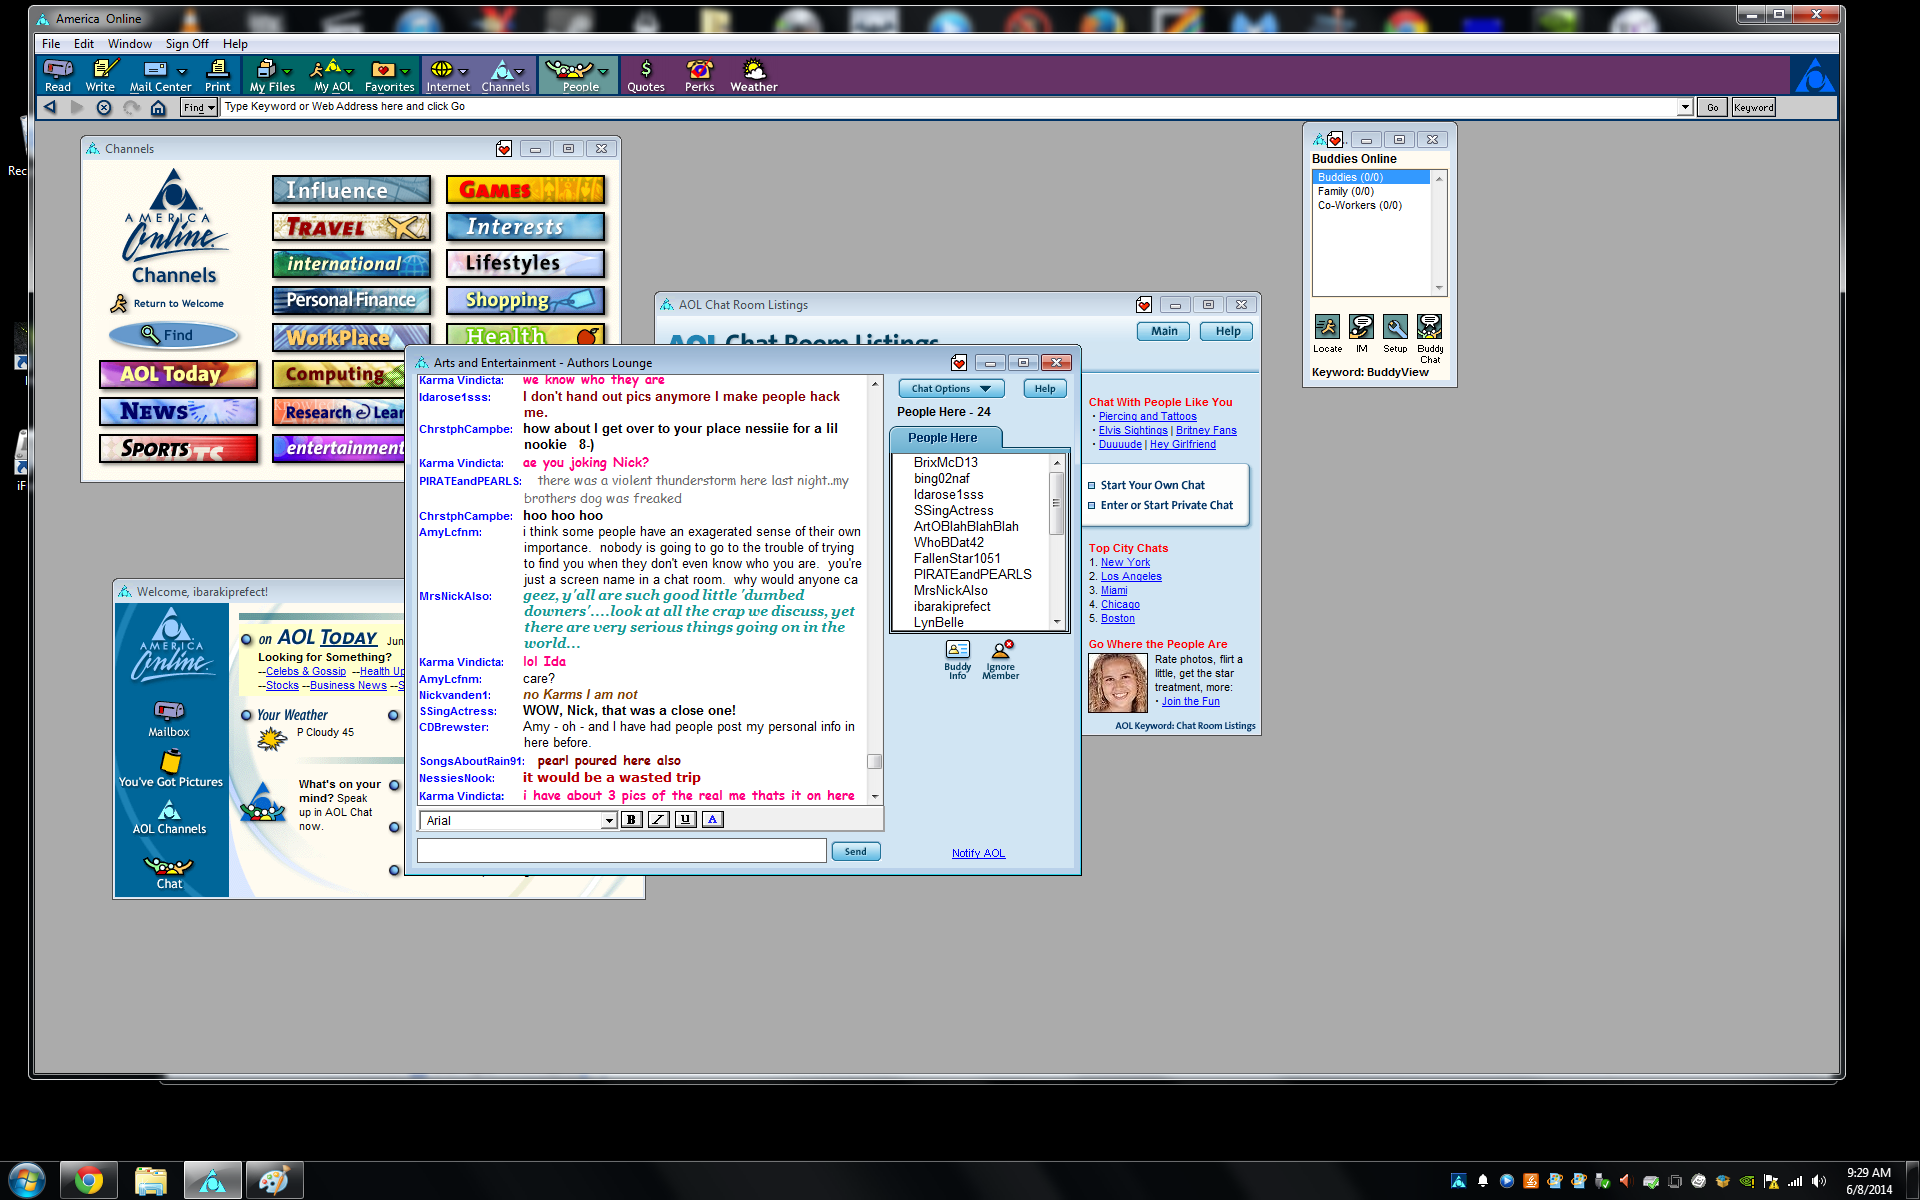 America Online
File Edit Window Sign Off Help
Read Write Mail Center Print My Files My AOL Favorites Internet Channels People Quotes Perks Weather
Find Type Keyword or Web Address here and click Go Go Keyword
Rec
iF
Channels
AMERICA
Online
Channels
Return to Welcome
Find
AOL Today
NEWS
SPORTS
Influence
TRAVEL
international
Personal Finance
WorkPlace
Computing
Research & Lear
entertainment
GAMES
Interests
Lifestyles
Shopping
Health
Welcome, ibarakiprefect!
AMERICA
Online
Mailbox
You've Got Pictures
AOL Channels
Chat
on AOL TODAY Jun
Looking for Something?
--Celebs & Gossip --Health Up
--Stocks --Business News --S
Your Weather
P Cloudy 45
What's on your
mind? Speak
up in AOL Chat
now.
Arts and Entertainment - Authors Lounge
Karma Vindicta: we know who they are
Idarose1sss: I don't hand out pics anymore I make people hack
me.
ChrstphCampbe: how about I get over to your place nessiie for a lil
nookie 8-)
Karma Vindicta: ae you joking Nick?
PIRATEandPEARLS: there was a violent thunderstorm here last night..my
brothers dog was freaked
ChrstphCampbe: hoo hoo hoo
AmyLcfnm: i think some people have an exagerated sense of their own
importance. nobody is going to go to the trouble of trying
to find you when they don't even know who you are. you're
just a screen name in a chat room. why would anyone ca
MrsNickAlso: geez, y'all are such good little 'dumbed
downers'....look at all the crap we discuss, yet
there are very serious things going on in the
world...
Karma Vindicta: lol Ida
AmyLcfnm: care?
Nickvanden1: no Karms I am not
SSingActress: WOW, Nick, that was a close one!
CDBrewster: Amy - oh - and I have had people post my personal info in
here before.
SongsAboutRain91: pearl poured here also
NessiesNook: it would be a wasted trip
Karma Vindicta: i have about 3 pics of the real me thats it on here
Arial B I U A
Send
Chat Options Help
People Here - 24
People Here
BrixMcD13
bing02naf
Idarose1sss
SSingActress
ArtOBlahBlahBlah
WhoBDat42
FallenStar1051
PIRATEandPEARLS
MrsNickAlso
ibarakiprefect
LynBelle
Buddy
Info
Ignore
Member
Notify AOL
AOL Chat Room Listings
Main Help
AOL Chat Room Listings
Chat With People Like You
· Piercing and Tattoos
· Elvis Sightings | Britney Fans
· Duuuude | Hey Girlfriend
Start Your Own Chat
Enter or Start Private Chat
Top City Chats
1. New York
2. Los Angeles
3. Miami
4. Chicago
5. Boston
Go Where the People Are
Rate photos, flirt a
little, get the star
treatment, more:
· Join the Fun
AOL Keyword: Chat Room Listings
Buddies Online
Buddies (0/0)
Family (0/0)
Co-Workers (0/0)
Locate IM Setup Buddy
Chat
Keyword: BuddyView
9:29 AM
6/8/2014